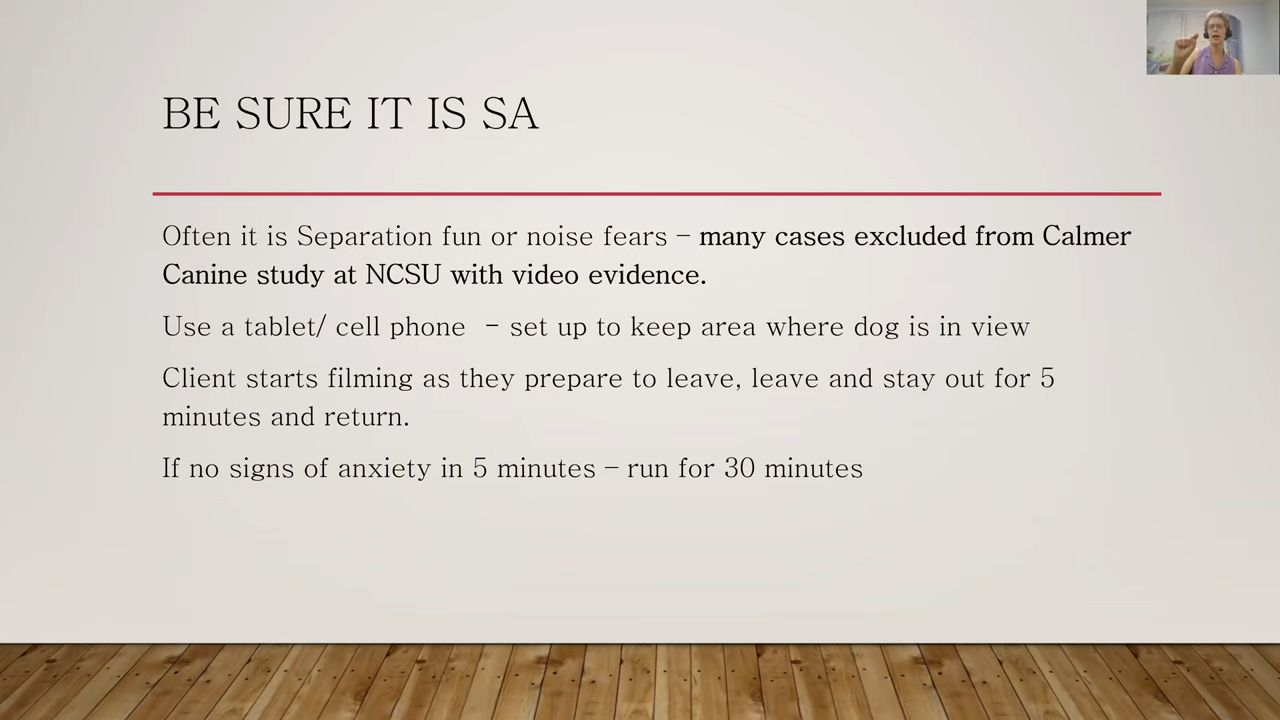 BE SURE IT IS SA
Often it is Separation fun or noise fears – many cases excluded from Calmer
Canine study at NCSU with video evidence.
Use a tablet/ cell phone  – set up to keep area where dog is in view
Client starts filming as they prepare to leave, leave and stay out for 5
minutes and return.
If no signs of anxiety in 5 minutes – run for 30 minutes